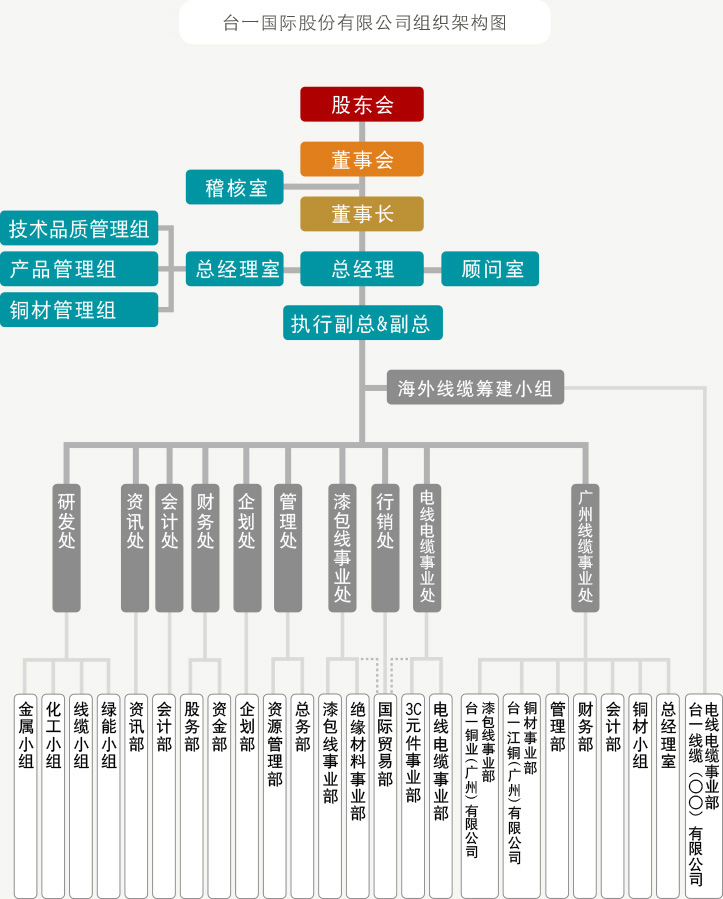 台一国际股份有限公司组织架构图
股东会
董事会
稽核室
董事长
技术品质管理组
产品管理组
铜材管理组
总经理室
总经理
顾问室
执行副总&副总
海外线缆筹建小组
研发处
资讯处
会计处
财务处
企划处
管理处
漆包线事业处
行销处
电线电缆事业处
广州线缆事业处
金属小组
化工小组
线缆小组
绿能小组
资讯部
会计部
股务部
资金部
企划部
资源管理部
总务部
漆包线事业部
绝缘材料事业部
国际贸易部
3C元件事业部
电线电缆事业部
漆包线事业部
台一铜业(广州)有限公司
铜材事业部
台一江铜(广州)有限公司
管理部
财务部
会计部
铜材小组
总经理室
电线电缆事业部
台一线缆(〇〇)有限公司